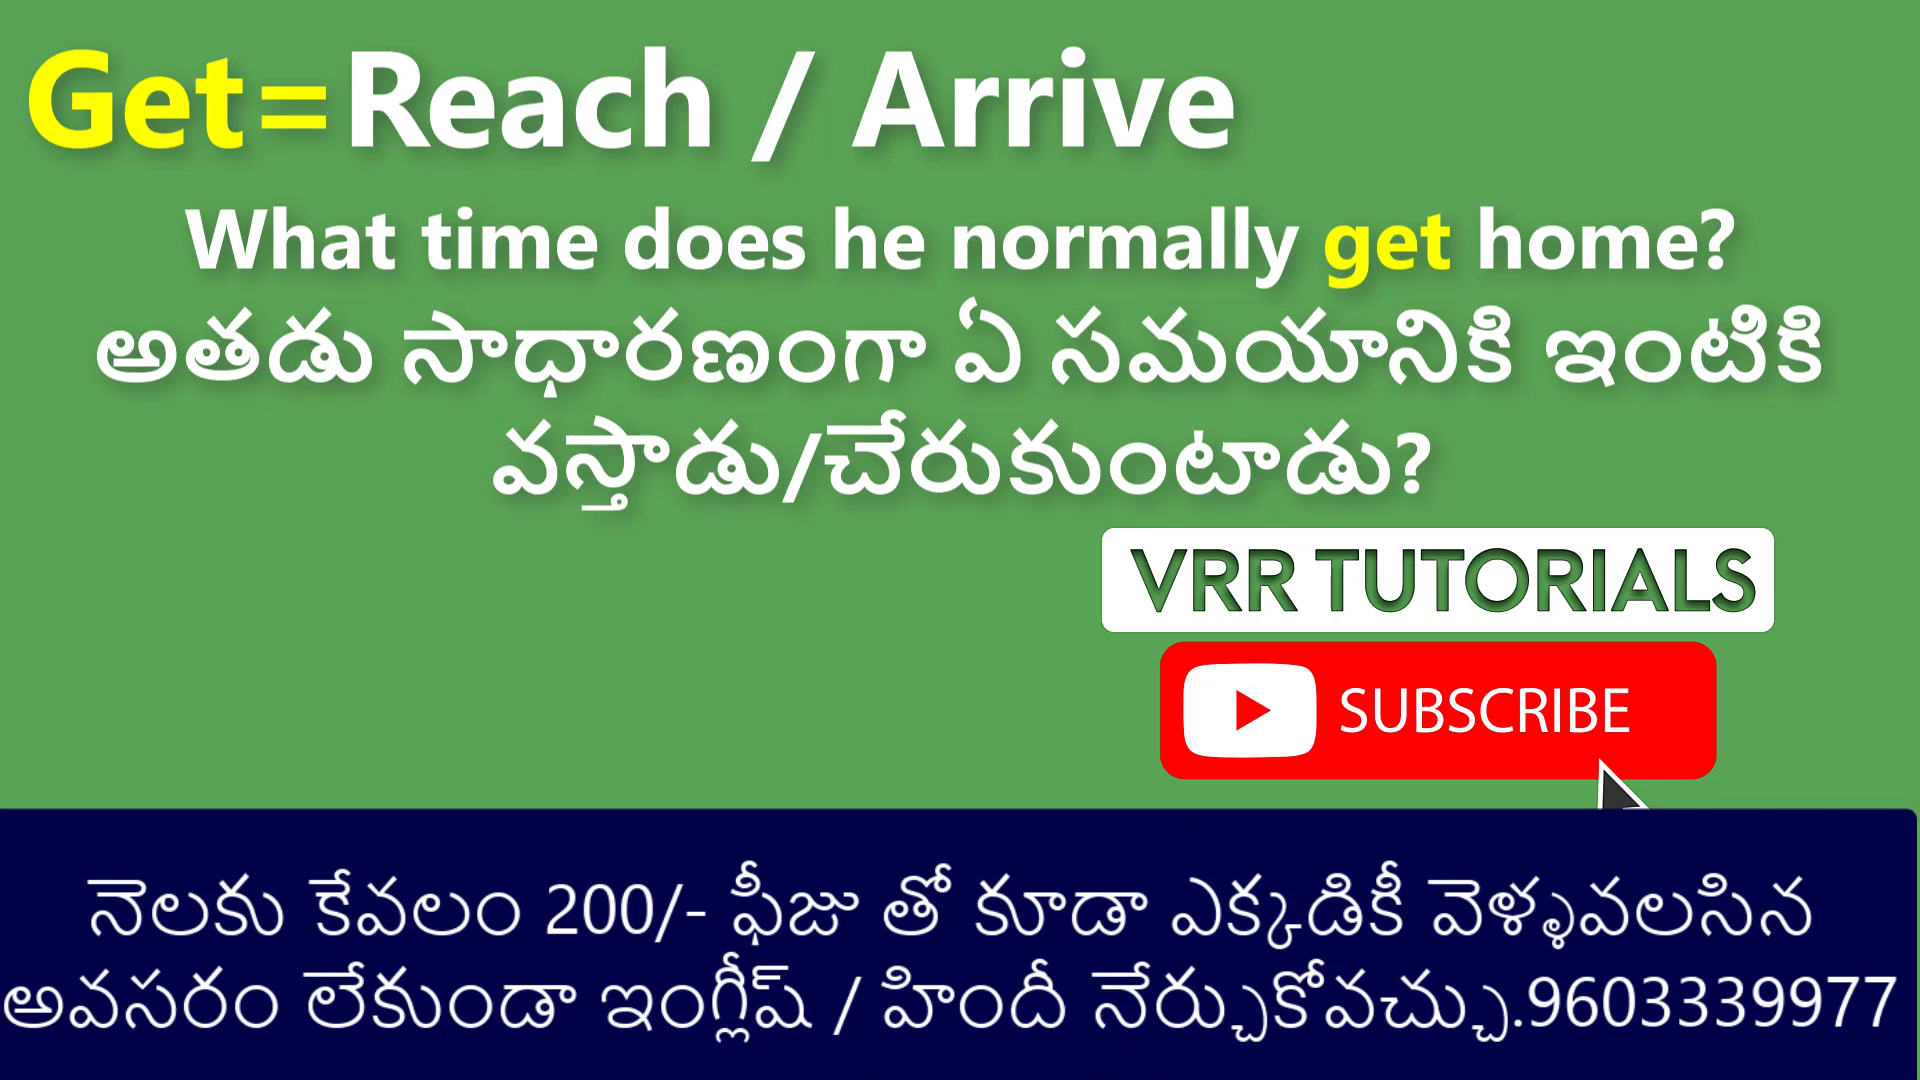 Get=Reach / Arrive
What time does he normally get home?
అతడు సాధారణంగా ఏ సమయానికి ఇంటికి
వస్తాడు/చేరుకుంటాడు?
VRR TUTORIALS
SUBSCRIBE
నెలకు కేవలం 200/- ఫీజు తో కూడా ఎక్కడికీ వెళ్ళవలసిన
అవసరం లేకుండా ఇంగ్లీష్ / హిందీ నేర్చుకోవచ్చు.9603339977